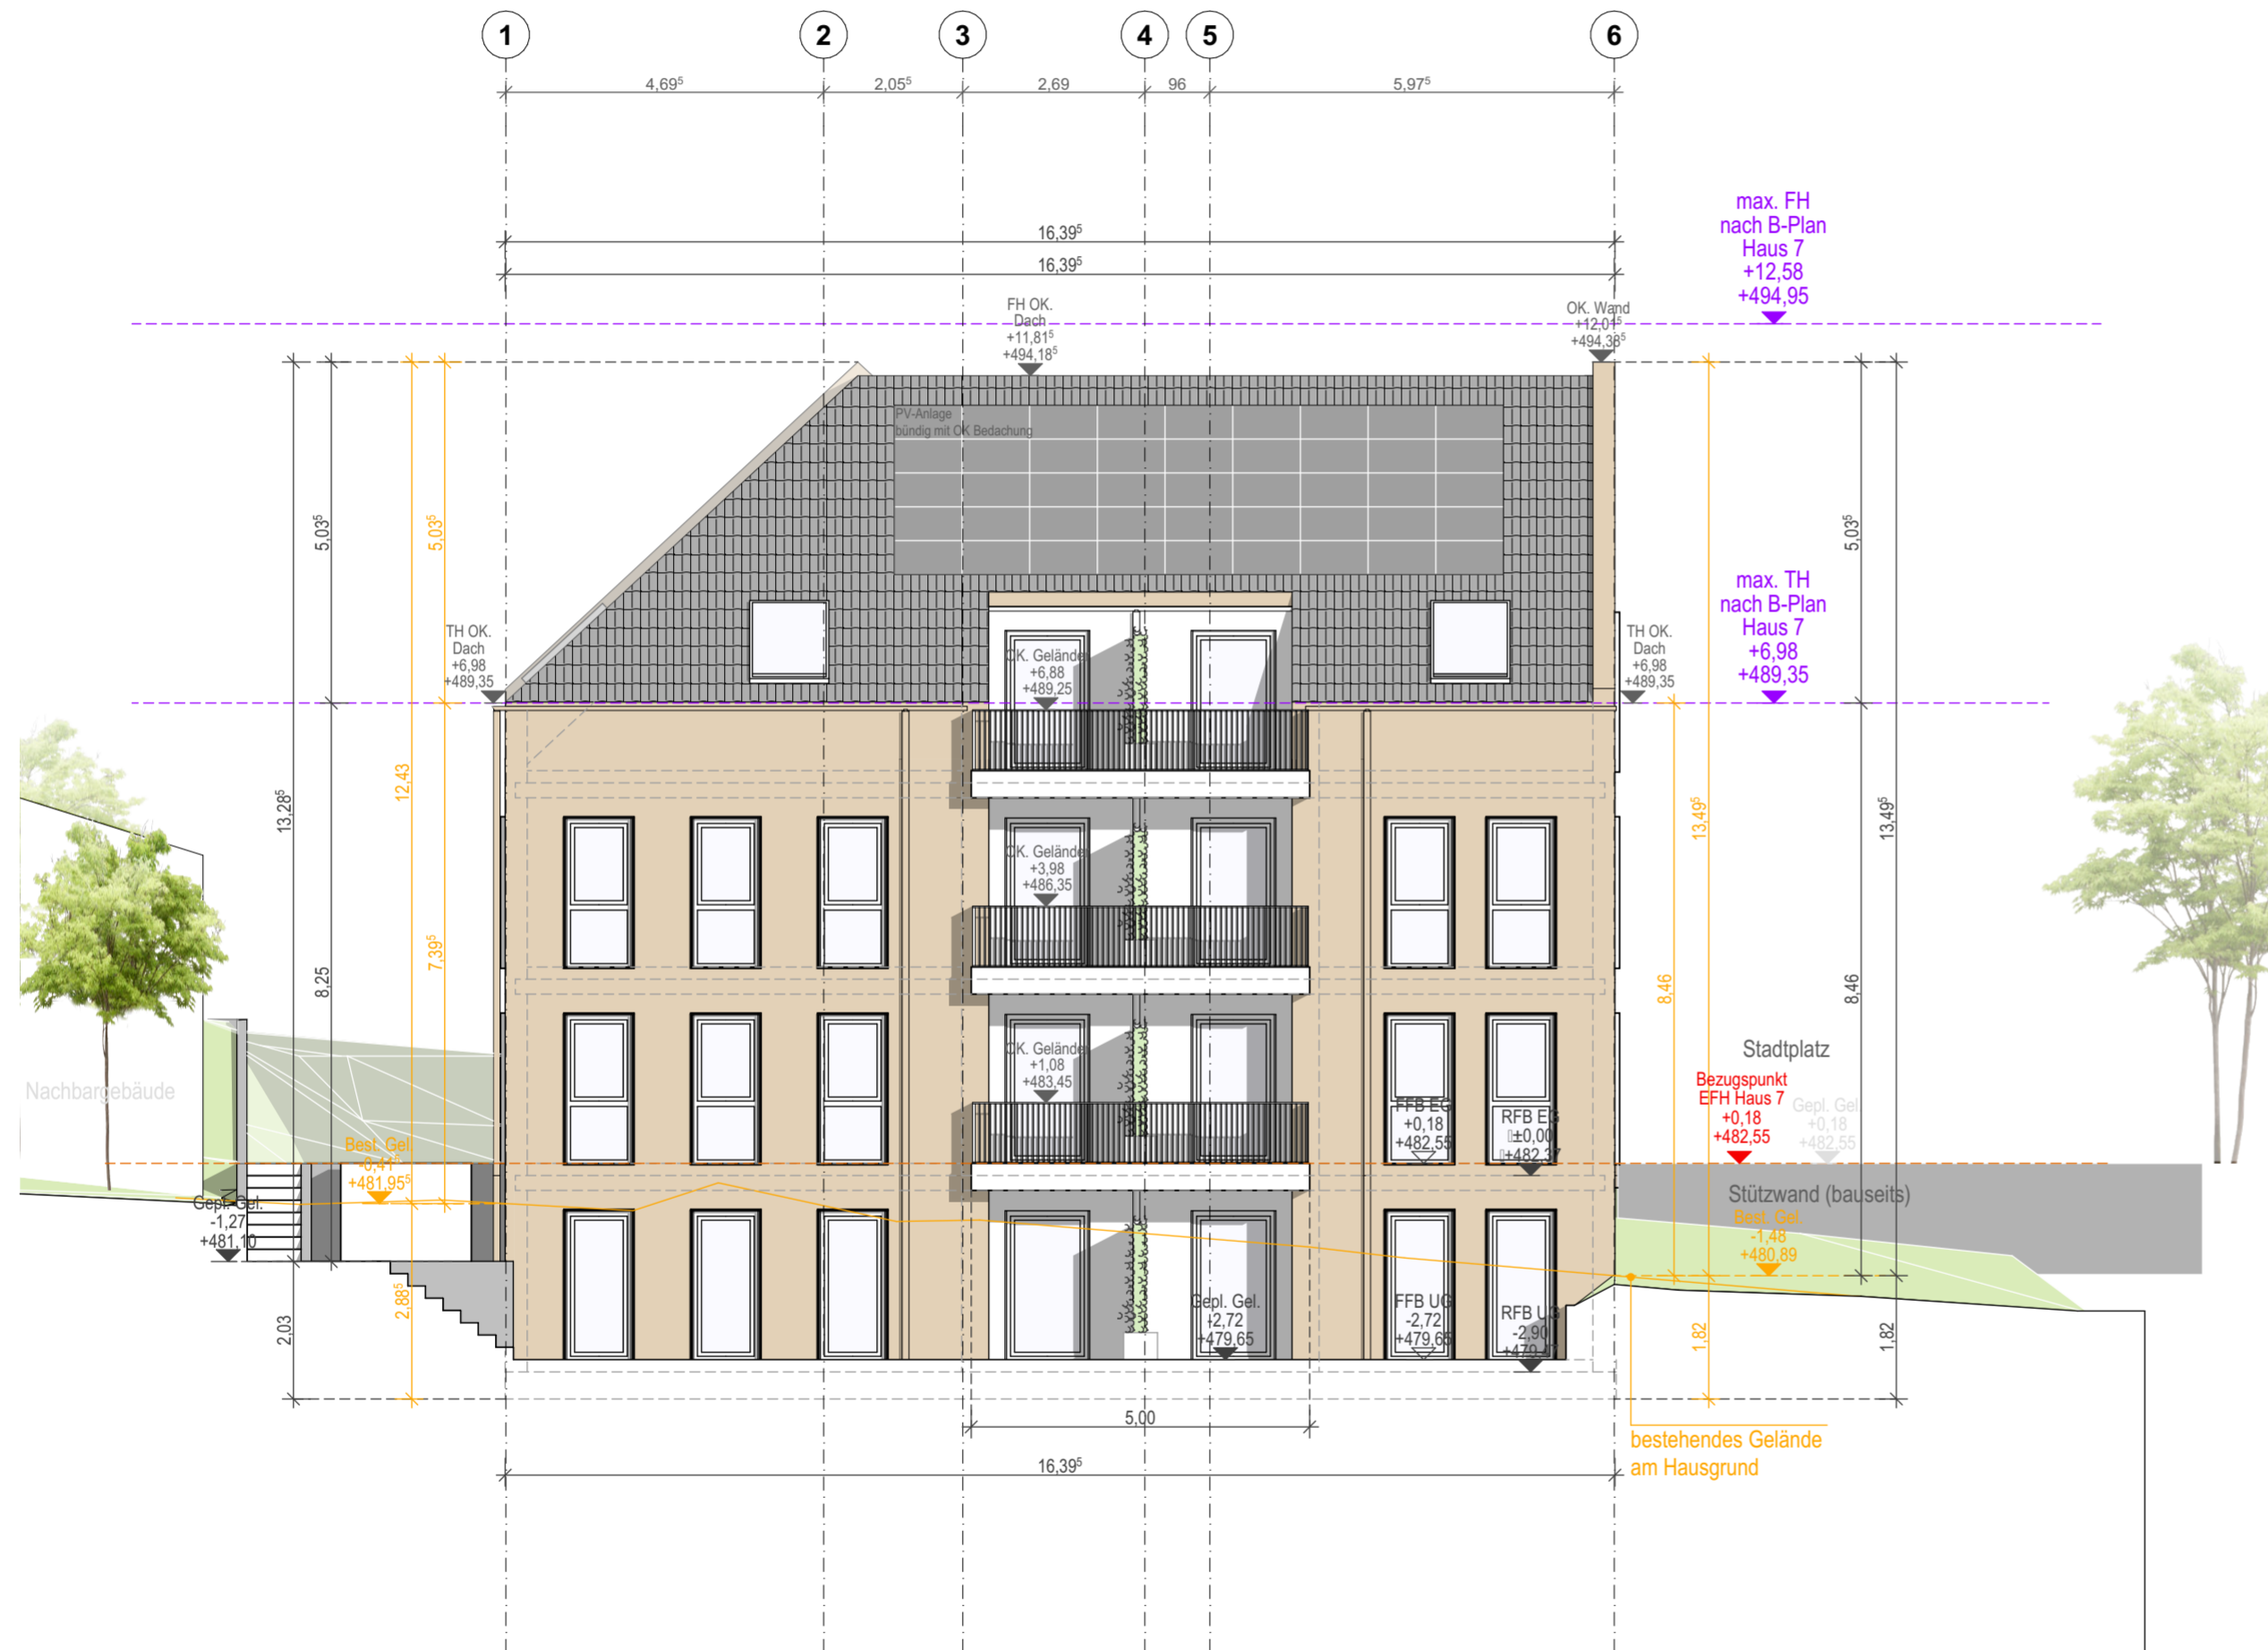 1
2
3
4
5
6
4,69⁵
2,05⁵
2,69
96
5,97⁵
16,39⁵
16,39⁵
max. FH
nach B-Plan
Haus 7
+12,58
+494,95
FH OK.
Dach
+11,81⁵
+494,18⁵
OK. Wand
+12,01⁵
+494,38⁵
PV-Anlage
bündig mit OK Bedachung
5,03⁵
5,03⁵
5,03⁵
max. TH
nach B-Plan
Haus 7
+6,98
+489,35
TH OK.
Dach
+6,98
+489,35
TH OK.
Dach
+6,98
+489,35
OK. Geländer
+6,88
+489,25
13,28⁵
12,43
13,49⁵
13,49⁵
OK. Geländer
+3,98
+486,35
8,25
7,39⁵
8,46
8,46
Nachbargebäude
OK. Geländer
+1,08
+483,45
Stadtplatz
Bezugspunkt
EFH Haus 7
+0,18
+482,55
Gepl. Gel.
+0,18
+482,55
FFB EG
+0,18
+482,55
RFB EG
±0,00
+482,37
Best. Gel.
-0,41⁵
+481,95⁵
Gepl. Gel.
-1,27
+481,10
Stützwand (bauseits)
Best. Gel.
-1,48
+480,89
2,03
2,88⁵
Gepl. Gel.
-2,72
+479,65
FFB UG
-2,72
+479,65
RFB UG
-2,90
+479,47
1,82
1,82
5,00
bestehendes Gelände
am Hausgrund
16,39⁵